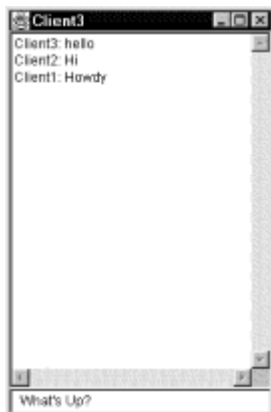 Client3
Client3: hello
Client2: Hi
Client1: Howdy
What's Up?